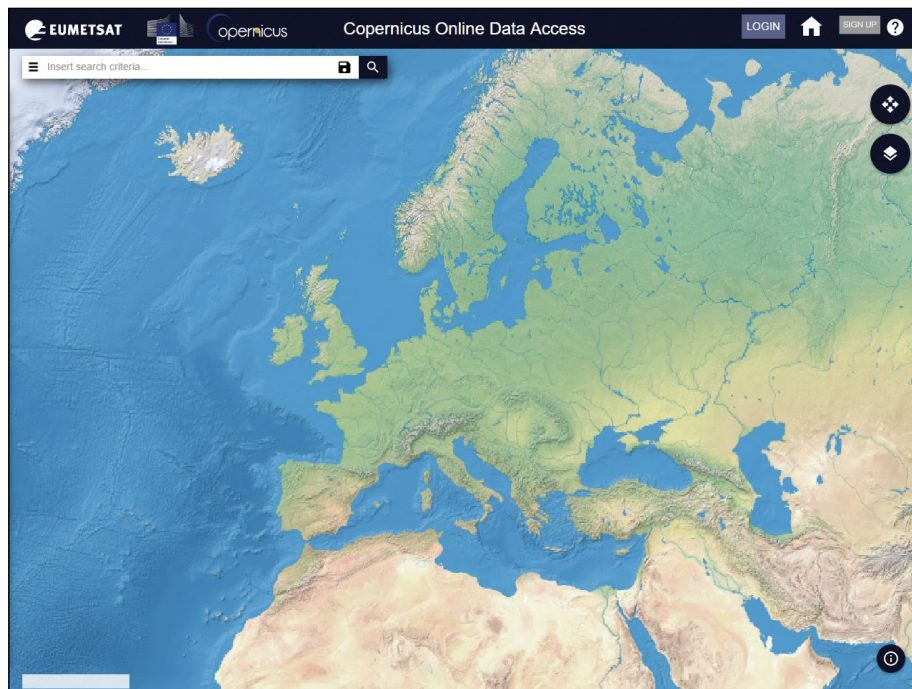 EUMETSAT
opernicus
Copernicus Online Data Access
LOGIN
SIGN UP
?
Insert search criteria...